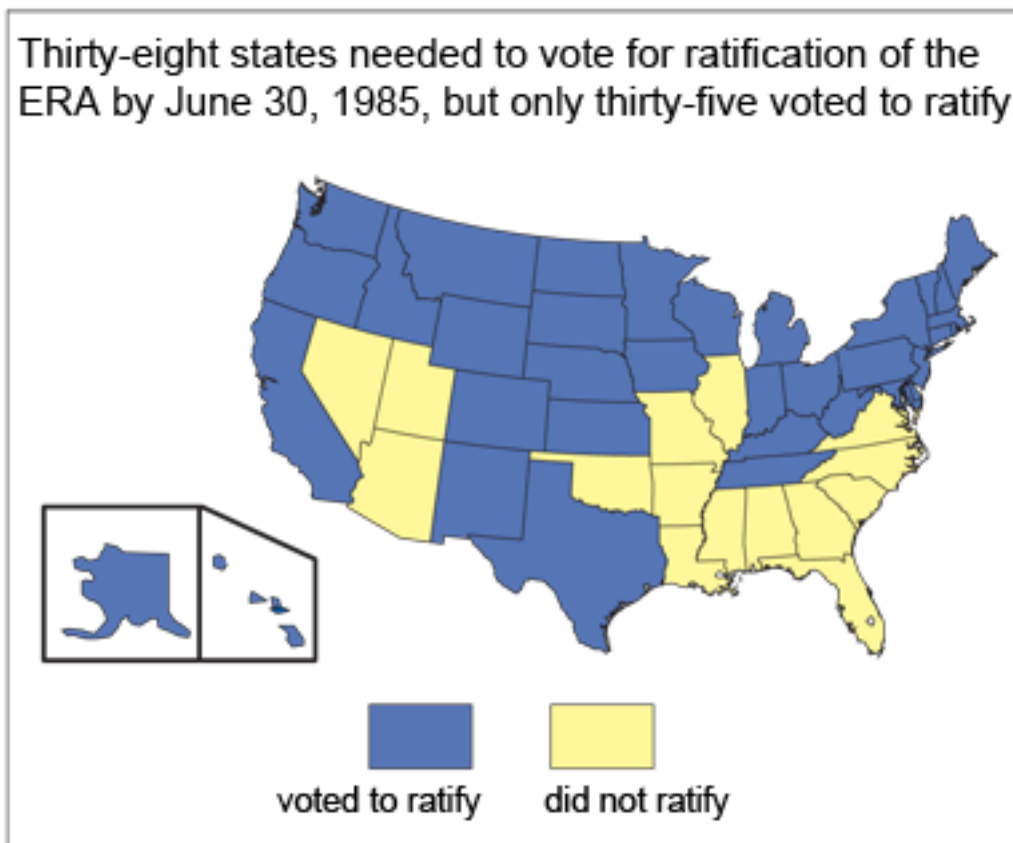 Thirty-eight states needed to vote for ratification of the
ERA by June 30, 1985, but only thirty-five voted to ratify
voted to ratify
did not ratify